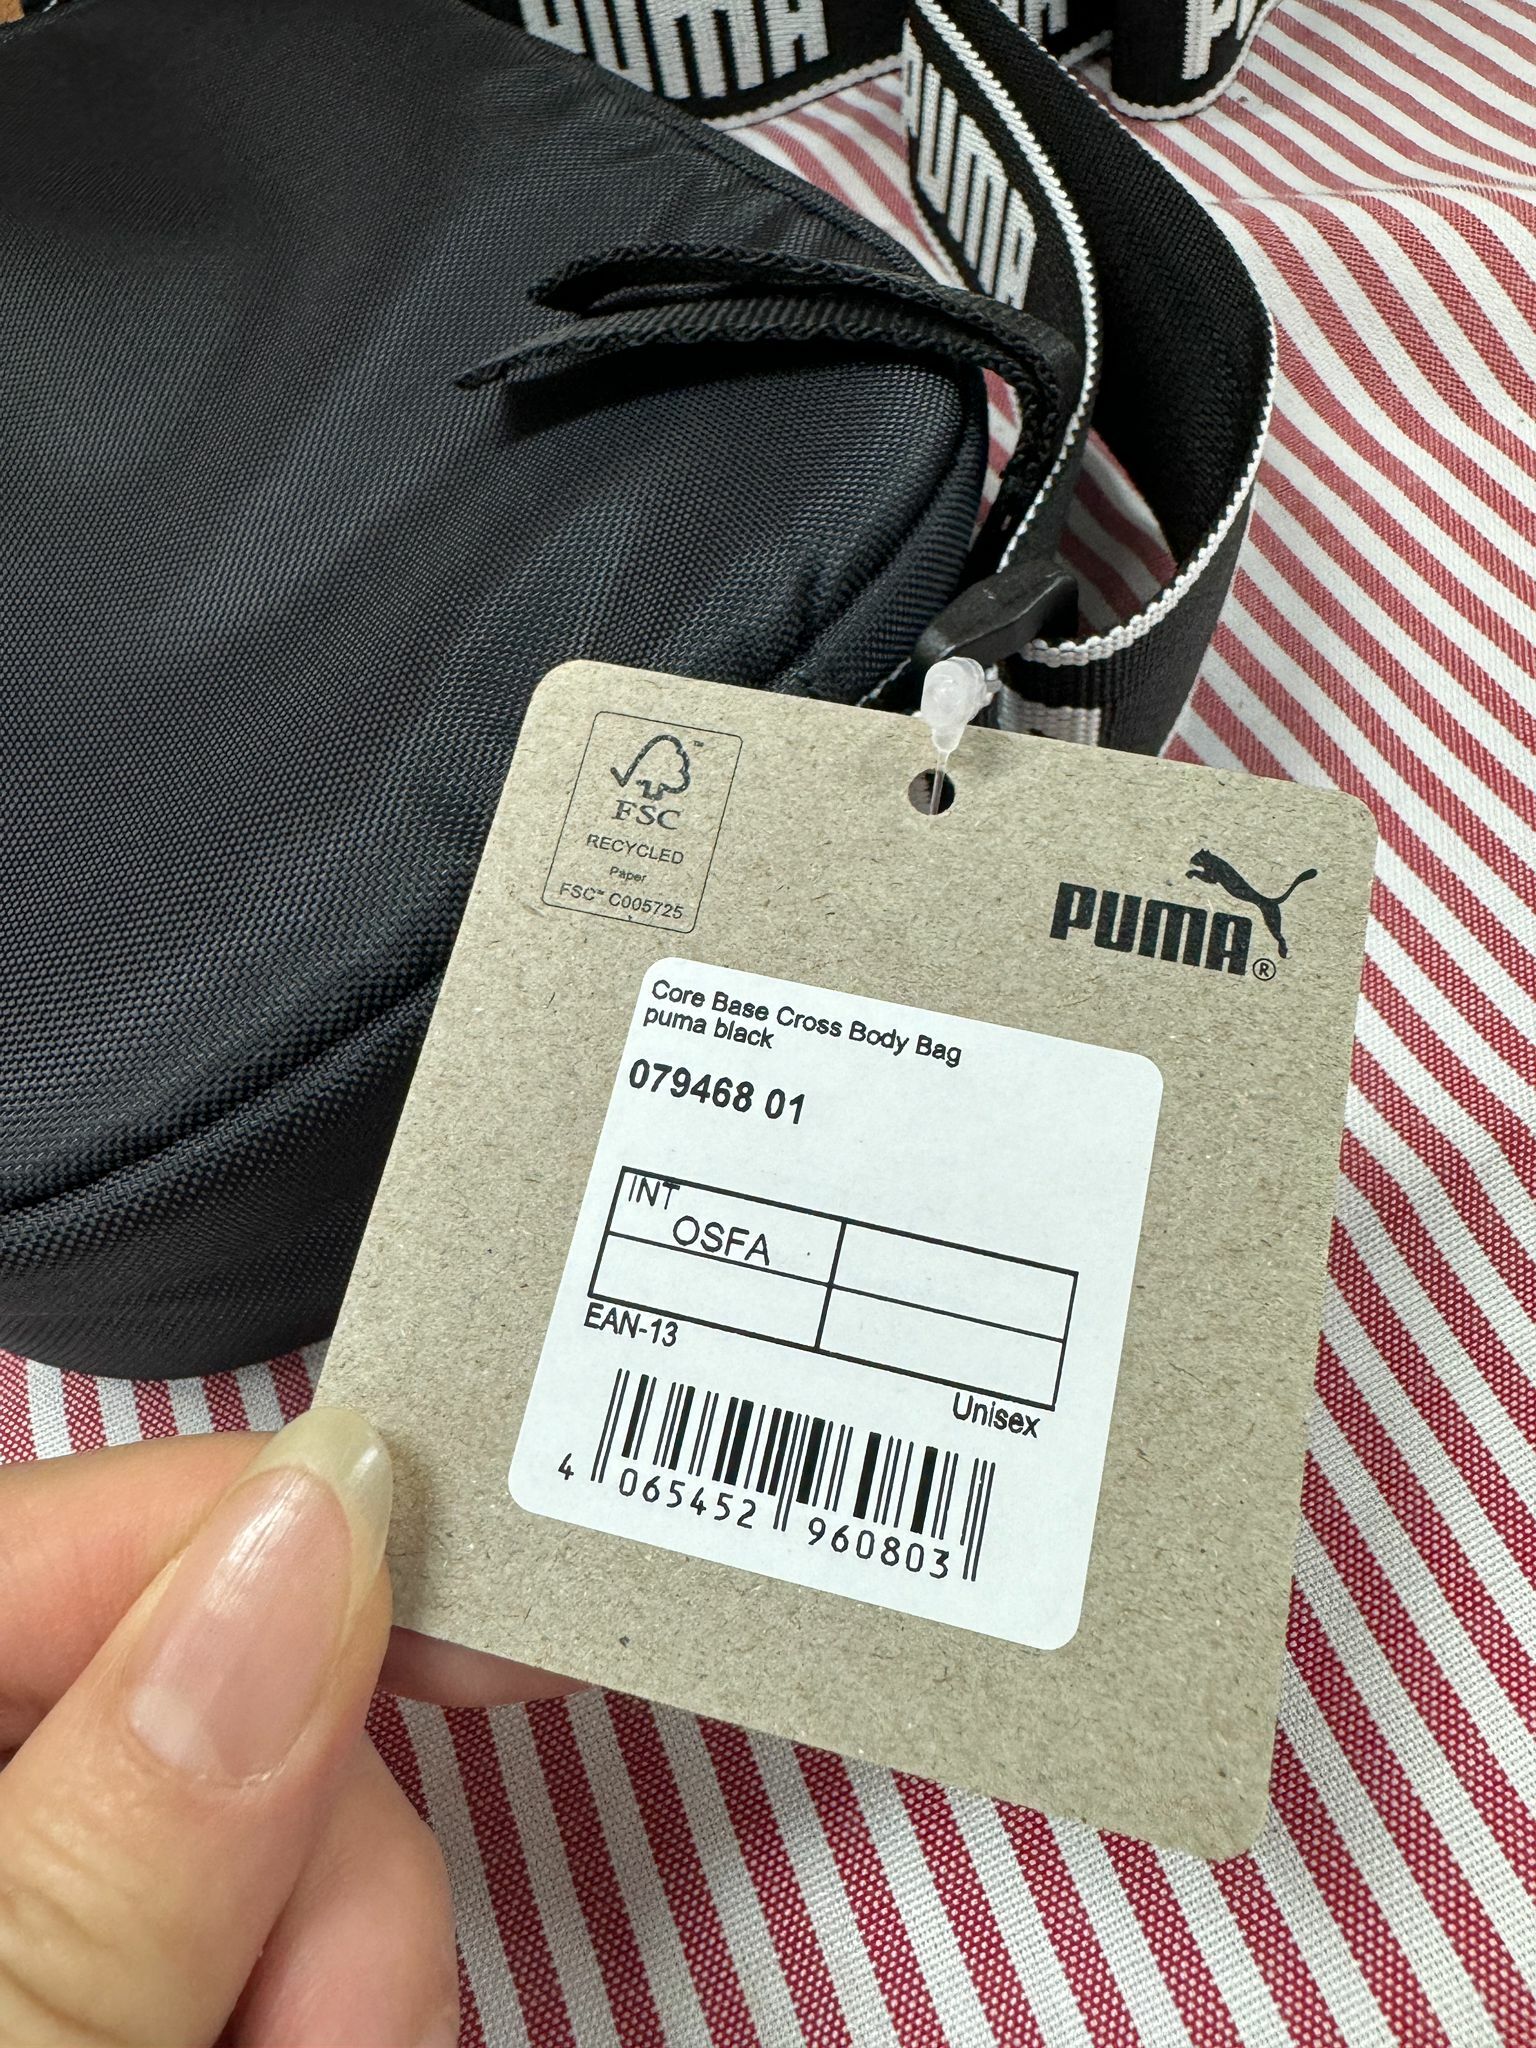 PUMA
PUMA
FSC™
RECYCLED
Paper
FSC™ C005725
PUMA®
Core Base Cross Body Bag
puma black
079468 01
INT
OSFA
EAN-13
Unisex
4 065452 960803